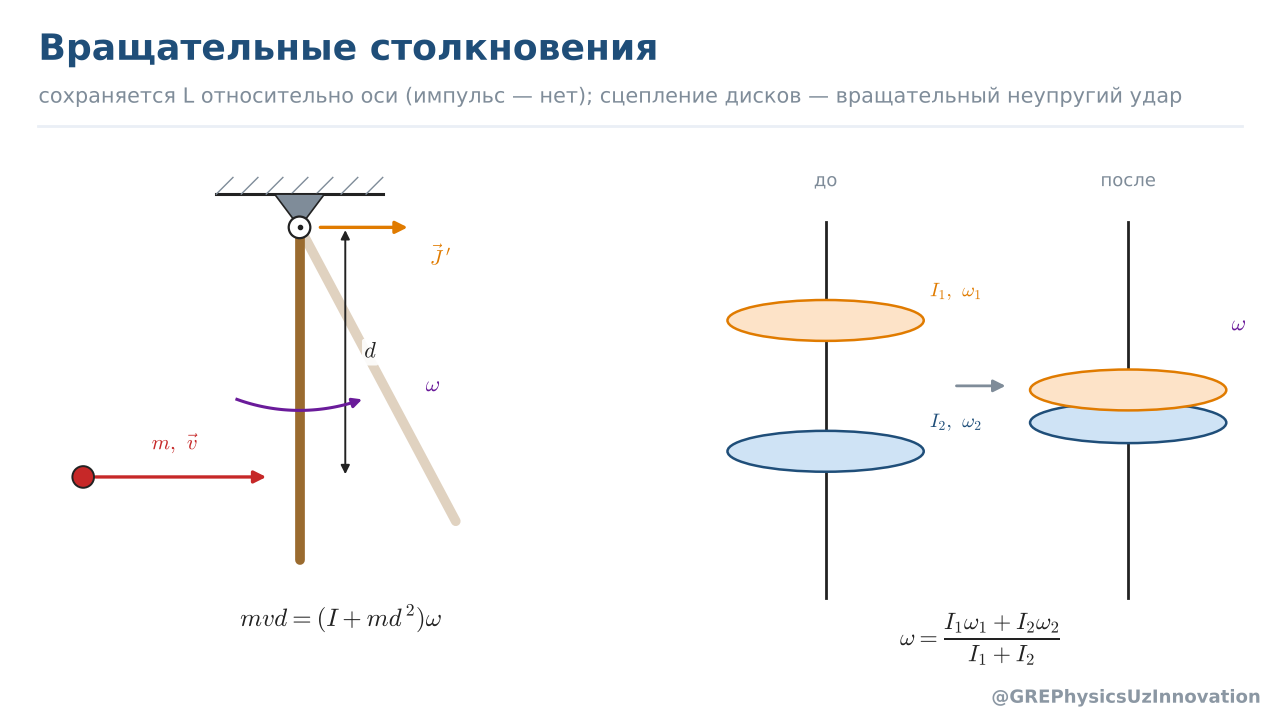 Вращательные столкновения
сохраняется L относительно оси (импульс — нет); сцепление дисков — вращательный неупругий удар
до
после
J⃗ ′
I₁, ω₁
ω
d
ω
I₂, ω₂
m, v⃗
mvd = (I + md²)ω
ω = (I₁ω₁ + I₂ω₂) / (I₁ + I₂)
@GREPhysicsUzInnovation